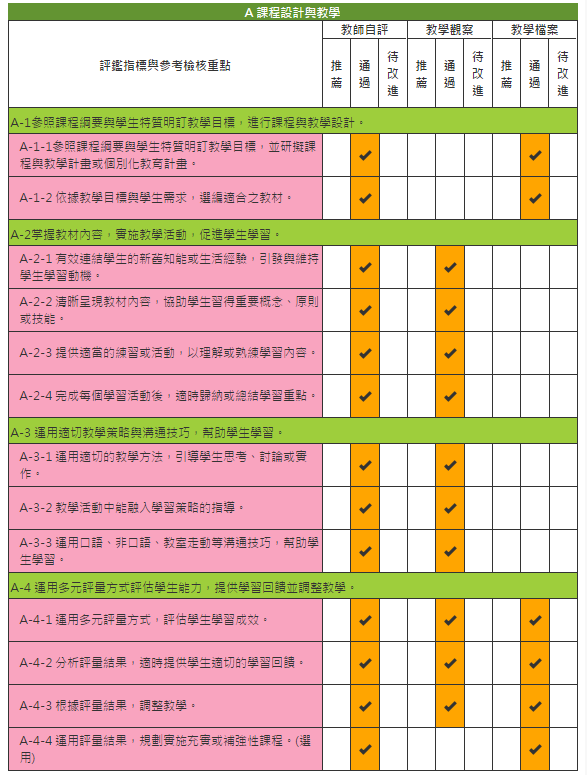 A 課程設計與教學
評鑑指標與參考檢核重點
教師自評
教學觀察
教學檔案
推薦
通過
待改進
推薦
通過
待改進
推薦
通過
待改進
A-1參照課程綱要與學生特質明訂教學目標，進行課程與教學設計。
A-1-1參照課程綱要與學生特質明訂教學目標，並研擬課
程與教學計畫或個別化教育計畫。
✔ ✔
A-1-2 依據教學目標與學生需求，選編適合之教材。
✔ ✔
A-2掌握教材內容，實施教學活動，促進學生學習。
A-2-1 有效連結學生的新舊知能或生活經驗，引發與維持
學生學習動機。
✔ ✔
A-2-2 清晰呈現教材內容，協助學生習得重要概念、原則
或技能。
✔ ✔
A-2-3 提供適當的練習或活動，以理解或熟練學習內容。
✔ ✔
A-2-4 完成每個學習活動後，適時歸納或總結學習重點。
✔ ✔
A-3 運用適切教學策略與溝通技巧，幫助學生學習。
A-3-1 運用適切的教學方法，引導學生思考、討論或實
作。
✔ ✔
A-3-2 教學活動中能融入學習策略的指導。
✔ ✔
A-3-3 運用口語、非口語、教室走動等溝通技巧，幫助學
生學習。
✔ ✔
A-4 運用多元評量方式評估學生能力，提供學習回饋並調整教學。
A-4-1 運用多元評量方式，評估學生學習成效。
✔ ✔ ✔
A-4-2 分析評量結果，適時提供學生適切的學習回饋。
✔ ✔ ✔
A-4-3 根據評量結果，調整教學。
✔ ✔ ✔
A-4-4 運用評量結果，規劃實施充實或補強性課程。(選
用)
✔ ✔